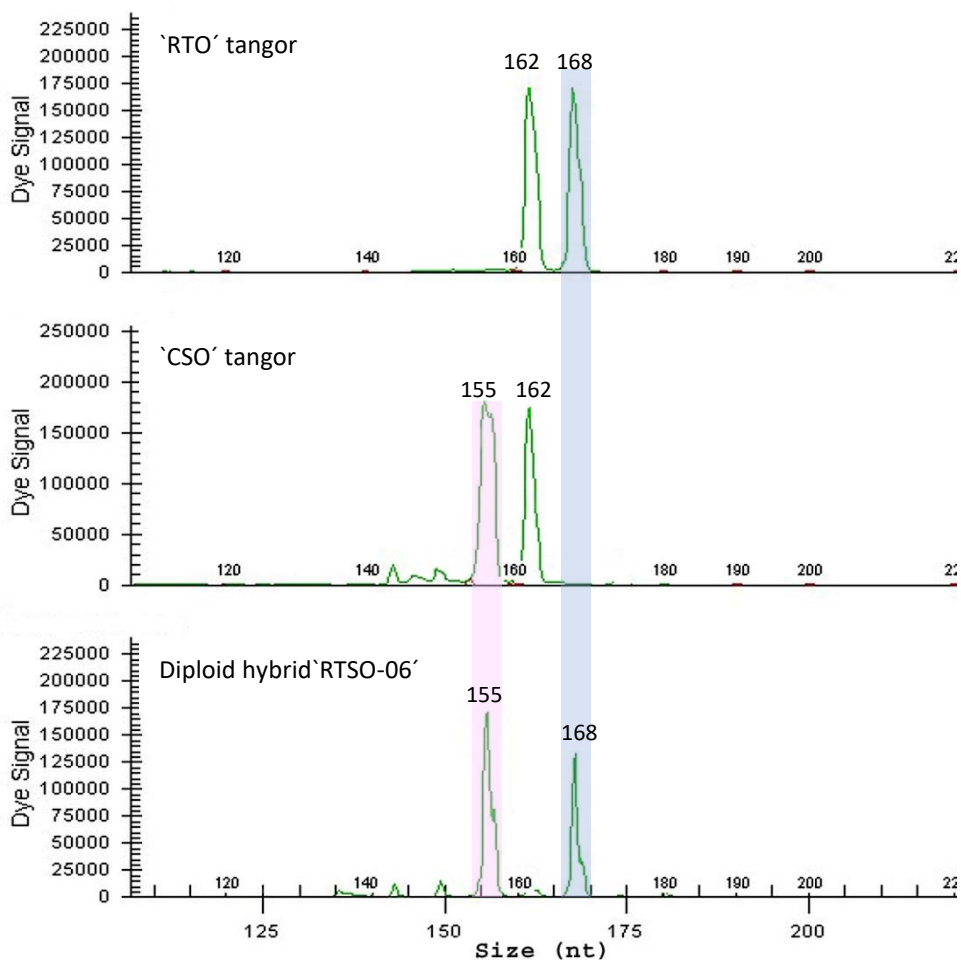 `RTO´ tangor
162 168
225000
200000
175000
150000
125000
100000
75000
50000
25000
0
Dye Signal
120 140 160 180 190 200 22
`CSO´ tangor
155 162
250000
200000
150000
100000
50000
0
Dye Signal
120 140 160 180 190 200 22
Diploid hybrid`RTSO-06´
155
168
225000
200000
175000
150000
125000
100000
75000
50000
25000
0
Dye Signal
120 140 160 180 190 200 22
125 150 175 200
Size (nt)